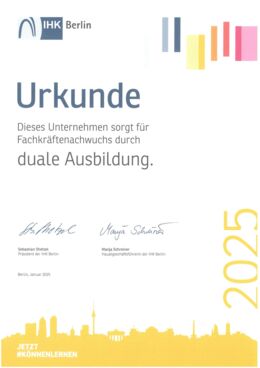 IHK Berlin
Urkunde
Dieses Unternehmen sorgt für
Fachkräftenachwuchs durch
duale Ausbildung.
Sebastian Stietzel
Präsident der IHK Berlin
Manja Schreiner
Hauptgeschäftsführerin der IHK Berlin
Berlin, Januar 2025
2025
JETZT
#KÖNNENLERNEN